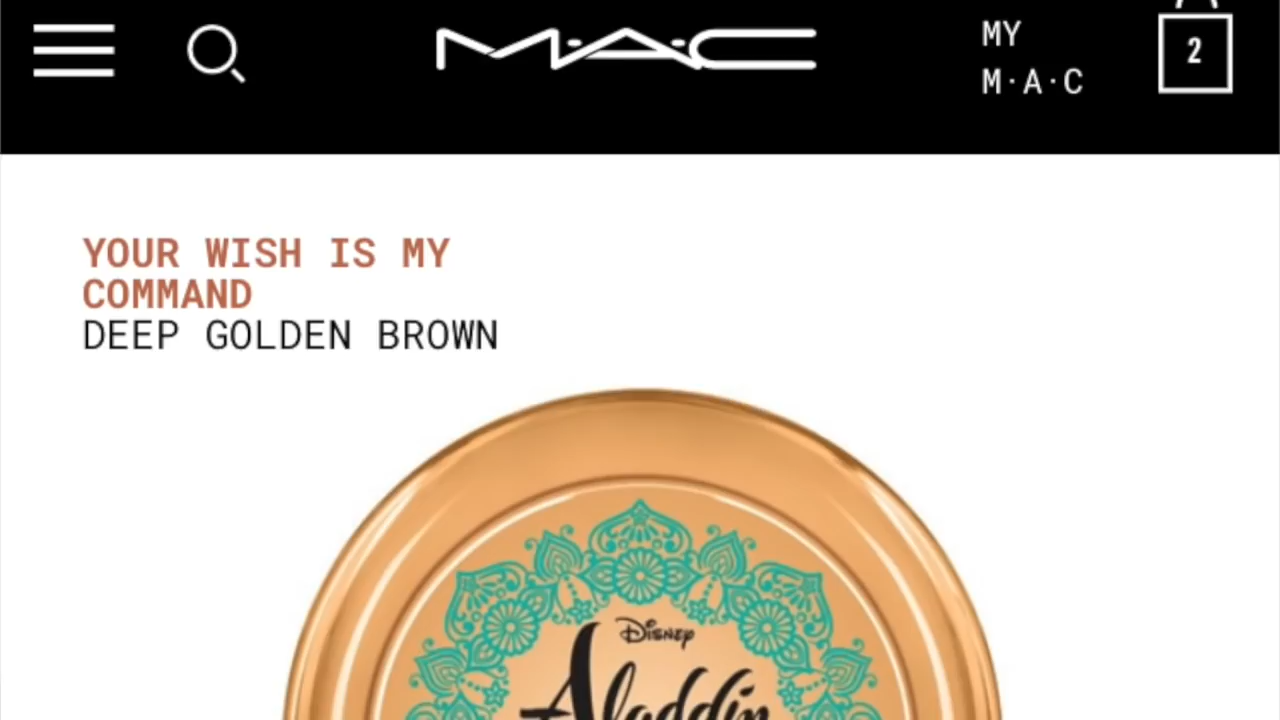 M·A·C
MY
M·A·C
2
YOUR WISH IS MY
COMMAND
DEEP GOLDEN BROWN
Disney
Aladdin